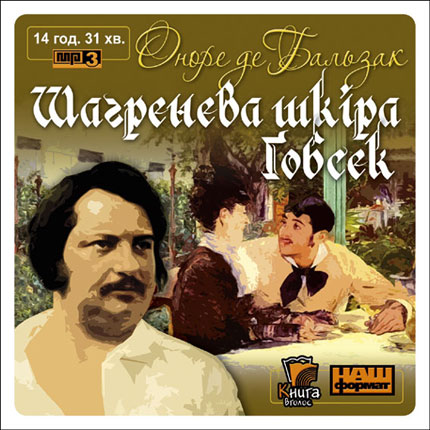 14 год. 31 хв.
mp3
Оноре де Бальзак
Шагренева шкіра
Гобсек
Книга
Вголос
НАШ
формат